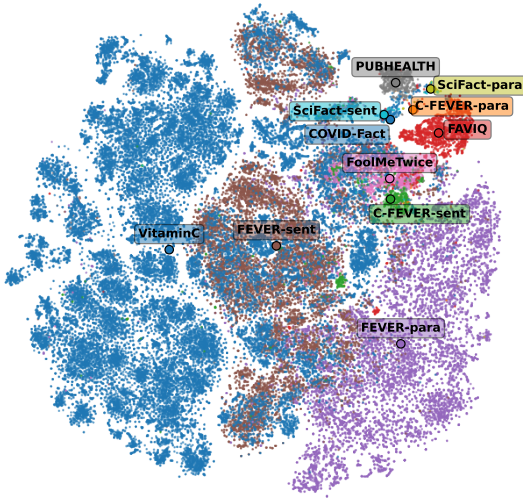 PUBHEALTH
SciFact-para
C-FEVER-para
SciFact-sent
FAVIQ
COVID-Fact
FoolMeTwice
C-FEVER-sent
VitaminC
FEVER-sent
FEVER-para